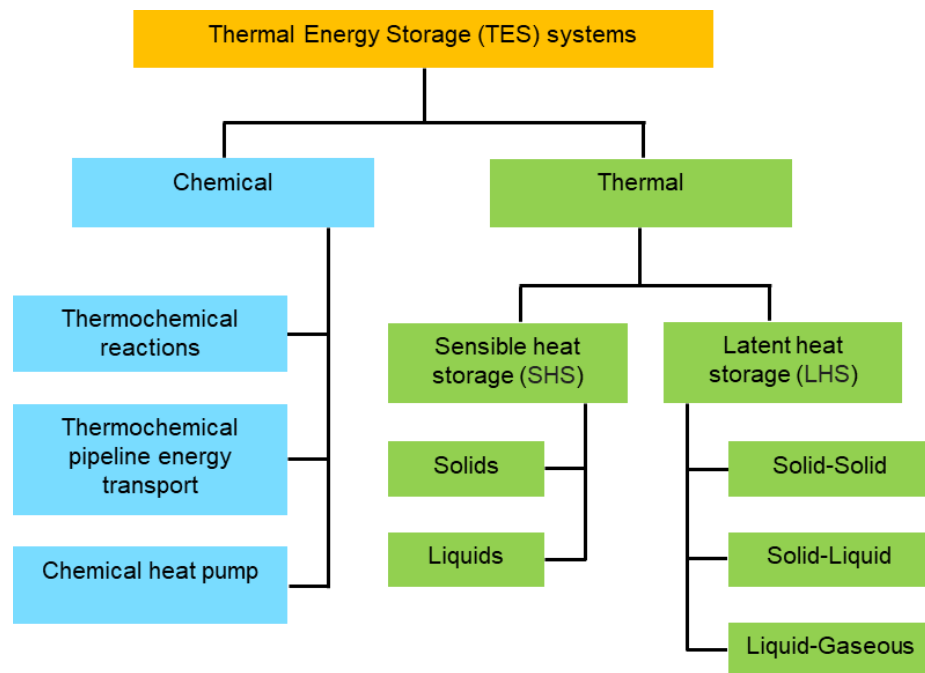 Thermal Energy Storage (TES) systems
Chemical
Thermal
Thermochemical
reactions
Thermochemical
pipeline energy
transport
Chemical heat pump
Sensible heat
storage (SHS)
Latent heat
storage (LHS)
Solids
Liquids
Solid-Solid
Solid-Liquid
Liquid-Gaseous